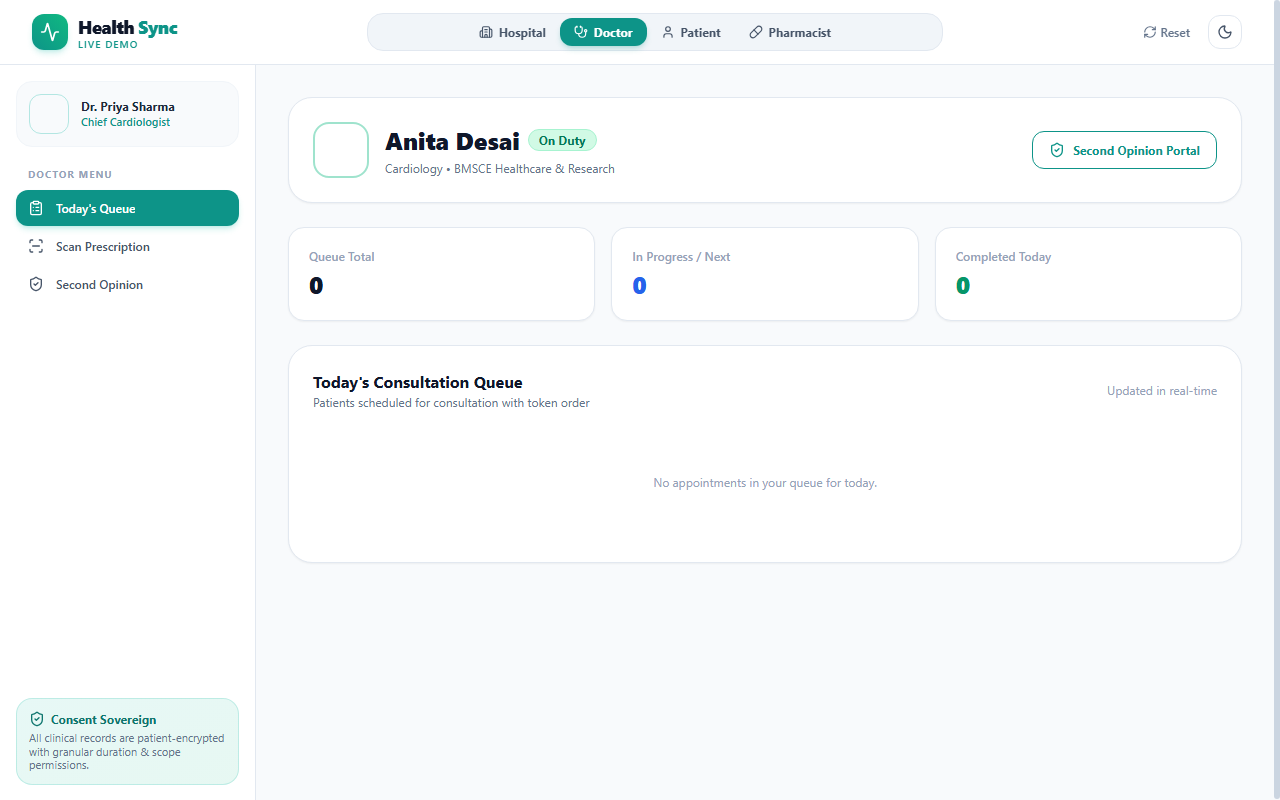 Health Sync
LIVE DEMO
Hospital
Doctor
Patient
Pharmacist
Reset
Dr. Priya Sharma
Chief Cardiologist
DOCTOR MENU
Today's Queue
Scan Prescription
Second Opinion
Consent Sovereign
All clinical records are patient-encrypted
with granular duration & scope
permissions.
Anita Desai
On Duty
Cardiology • BMSCE Healthcare & Research
Second Opinion Portal
Queue Total
0
In Progress / Next
0
Completed Today
0
Today's Consultation Queue
Patients scheduled for consultation with token order
Updated in real-time
No appointments in your queue for today.